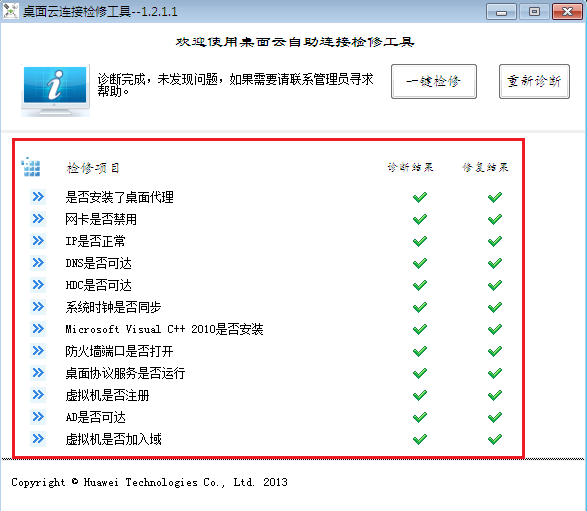 桌面云连接检修工具--1.2.1.1
欢迎使用桌面云自动连接检修工具
诊断完成，未发现问题，如果需要请联系管理员寻求
帮助。
一键检修
重新诊断
检修项目 诊断结果 修复结果
是否安装了桌面代理
网卡是否禁用
IP是否正常
DNS是否可达
HDC是否可达
系统时钟是否同步
Microsoft Visual C++ 2010是否安装
防火墙端口是否打开
桌面协议服务是否运行
虚拟机是否注册
AD是否可达
虚拟机是否加入域
Copyright © Huawei Technologies Co., Ltd. 2013